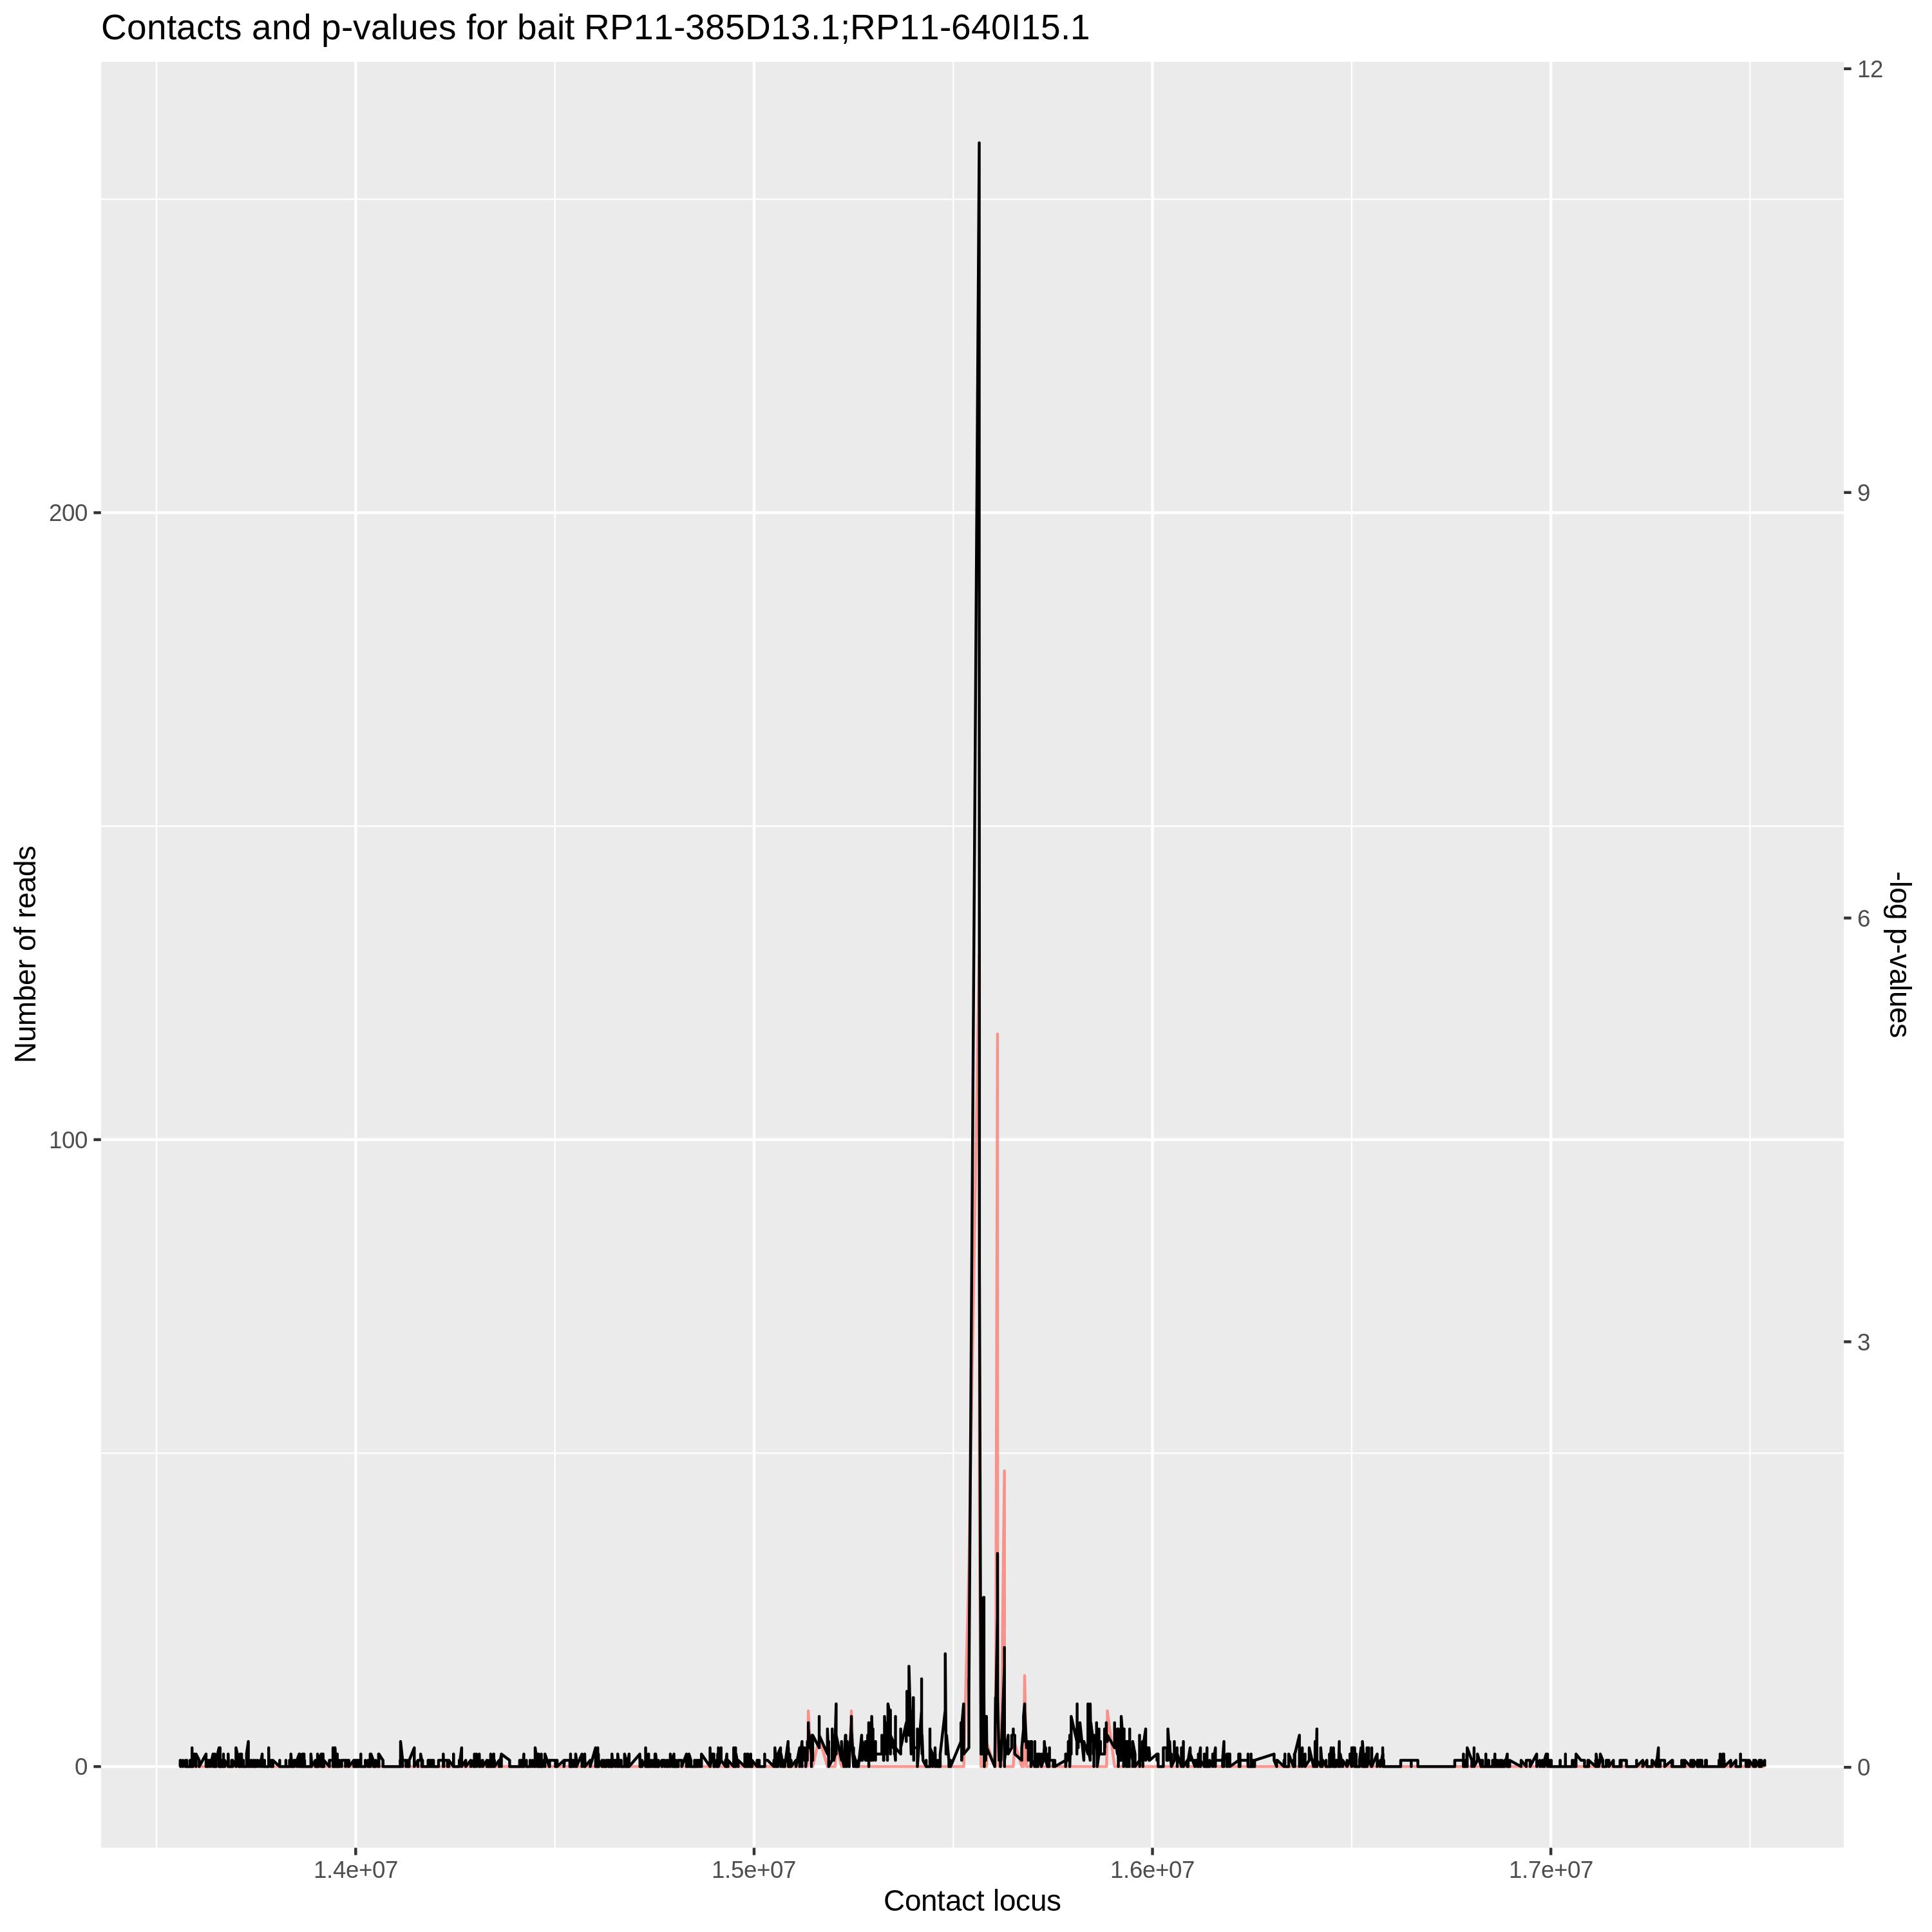 Contacts and p-values for bait RP11-385D13.1;RP11-640I15.1
12
9
6
3
0
200
100
0
Number of reads
-log p-values
1.4e+07 1.5e+07 1.6e+07 1.7e+07
Contact locus